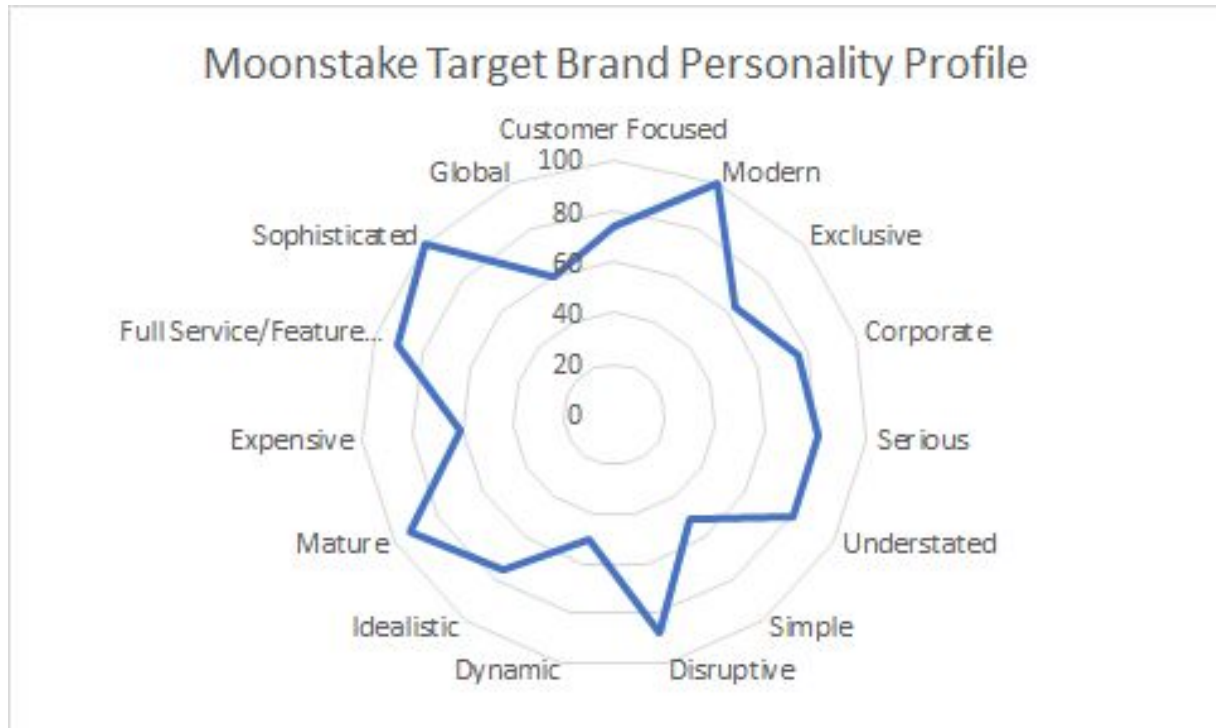 Moonstake Target Brand Personality Profile
Customer Focused
Modern
Exclusive
Corporate
Serious
Understated
Simple
Disruptive
Dynamic
Idealistic
Mature
Expensive
Full Service/Feature...
Sophisticated
Global
100
80
60
40
20
0